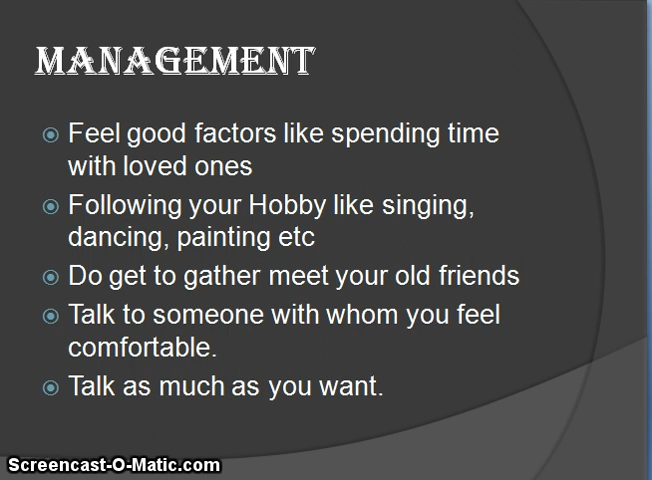 MANAGEMENT
Feel good factors like spending time
with loved ones
Following your Hobby like singing,
dancing, painting etc
Do get to gather meet your old friends
Talk to someone with whom you feel
comfortable.
Talk as much as you want.
Screencast-O-Matic.com